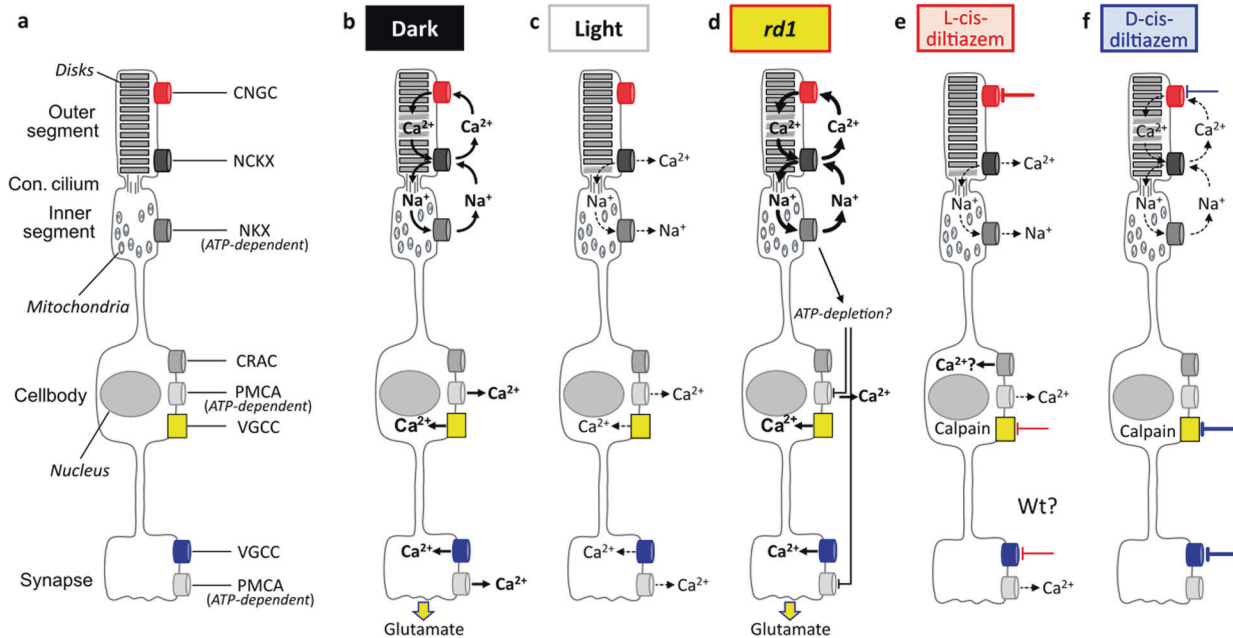 a
Disks
Outer
segment
Con. cilium
Inner
segment
Mitochondria
Cellbody
Nucleus
Synapse
CNGC
NCKX
NKX
(ATP-dependent)
CRAC
PMCA
(ATP-dependent)
VGCC
VGCC
PMCA
(ATP-dependent)
b
Dark
Ca²⁺
Ca²⁺
Na⁺
Na⁺
Ca²⁺
Ca²⁺
Ca²⁺
Ca²⁺
Glutamate
c
Light
Ca²⁺
Na⁺
Na⁺
Ca²⁺
Ca²⁺
Ca²⁺
Ca²⁺
d
rd1
Ca²⁺
Ca²⁺
Na⁺
Na⁺
ATP-depletion?
Ca²⁺
Ca²⁺
Ca²⁺
Glutamate
e
L-cis-
diltiazem
Ca²⁺
Na⁺
Na⁺
Ca²⁺?
Ca²⁺
Calpain
Wt?
Ca²⁺
f
D-cis-
diltiazem
Ca²⁺
Ca²⁺
Na⁺
Na⁺
Calpain